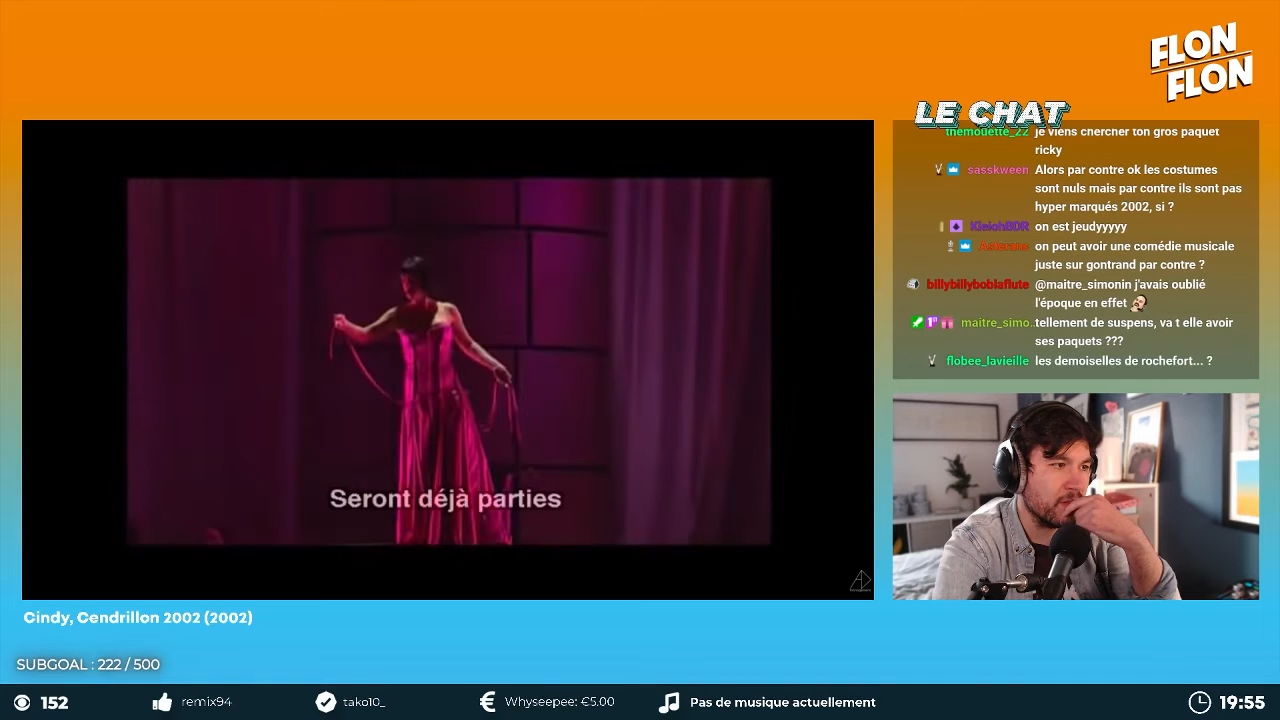 FLON
FLON
LE CHAT
themouette_22 je viens chercher ton gros paquet
ricky
sasskween Alors par contre ok les costumes
sont nuls mais par contre ils sont pas
hyper marqués 2002, si ?
on est jeudyyyyy
on peut avoir une comédie musicale
juste sur gontrand par contre ?
billybillyboblaflute @maitre_simonin j'avais oublié
l'époque en effet
maitre_simo.. tellement de suspens, va t elle avoir
ses paquets ???
flobee_lavieille les demoiselles de rochefort... ?
Seront déjà parties
Cindy, Cendrillon 2002 (2002)
SUBGOAL : 222 / 500
152 remix94 tako10_ Whyseepee: €5.00 Pas de musique actuellement 19:55